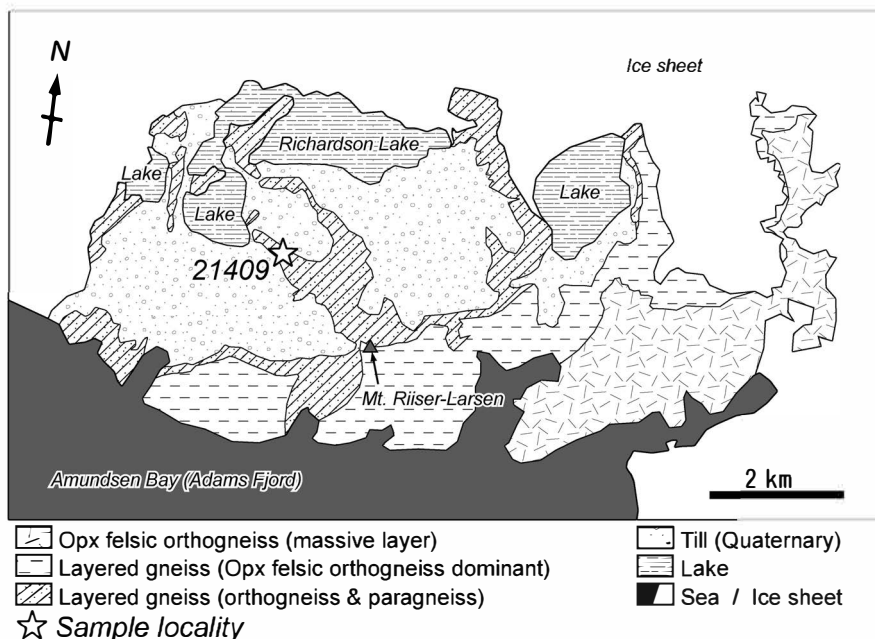 N
Ice sheet
Richardson Lake
Lake
Lake
Lake
21409
Mt. Riiser-Larsen
Amundsen Bay (Adams Fjord)
2 km
Opx felsic orthogneiss (massive layer)
Layered gneiss (Opx felsic orthogneiss dominant)
Layered gneiss (orthogneiss & paragneiss)
Sample locality
Till (Quaternary)
Lake
Sea / Ice sheet